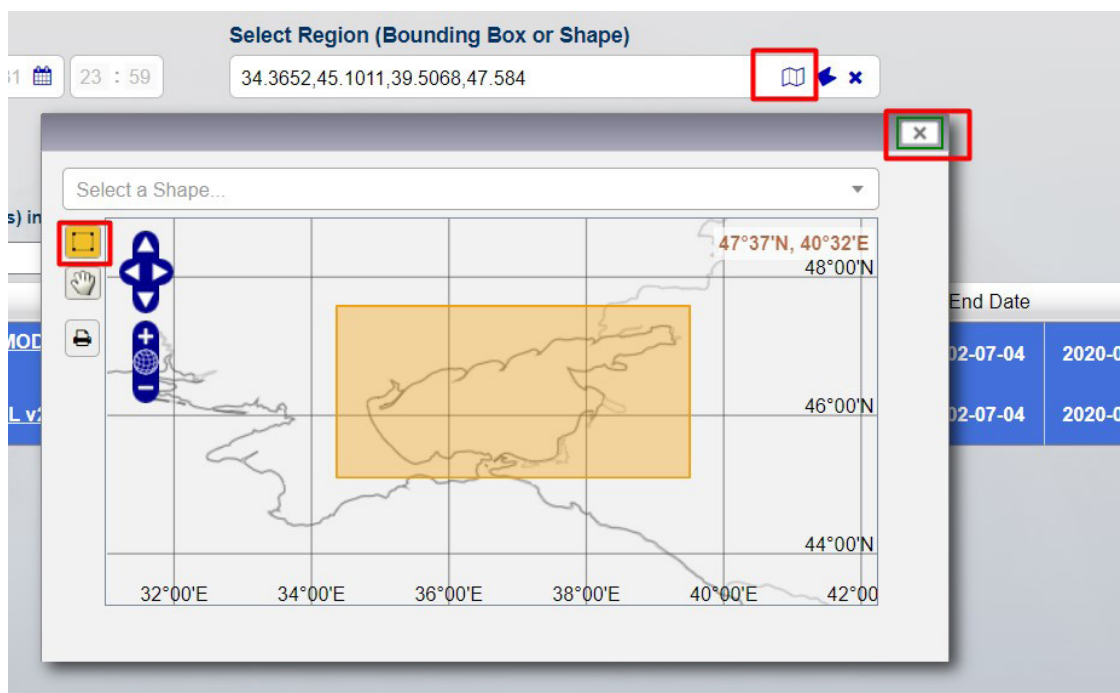 Select Region (Bounding Box or Shape)
31 23 : 59 34.3652,45.1011,39.5068,47.584
Select a Shape...
s) in
47°37'N, 40°32'E
48°00'N
End Date
MOD 02-07-04 2020-0
46°00'N
L v2 02-07-04 2020-0
44°00'N
32°00'E 34°00'E 36°00'E 38°00'E 40°00'E 42°00